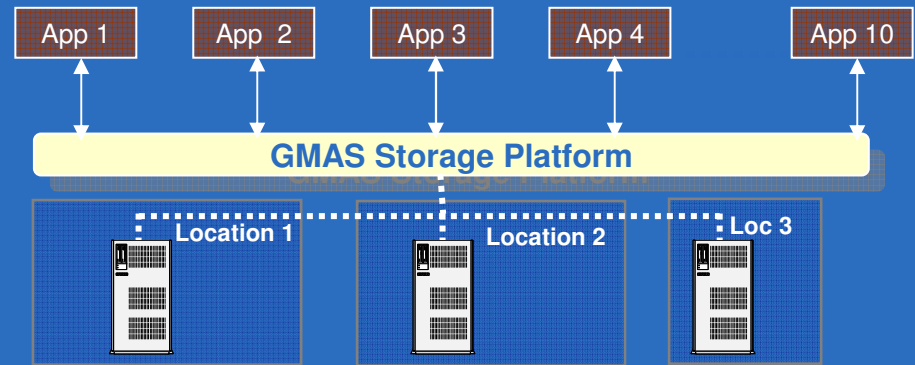 App 1
App 2
App 3
App 4
App 10
GMAS Storage Platform
Location 1
Location 2
Loc 3